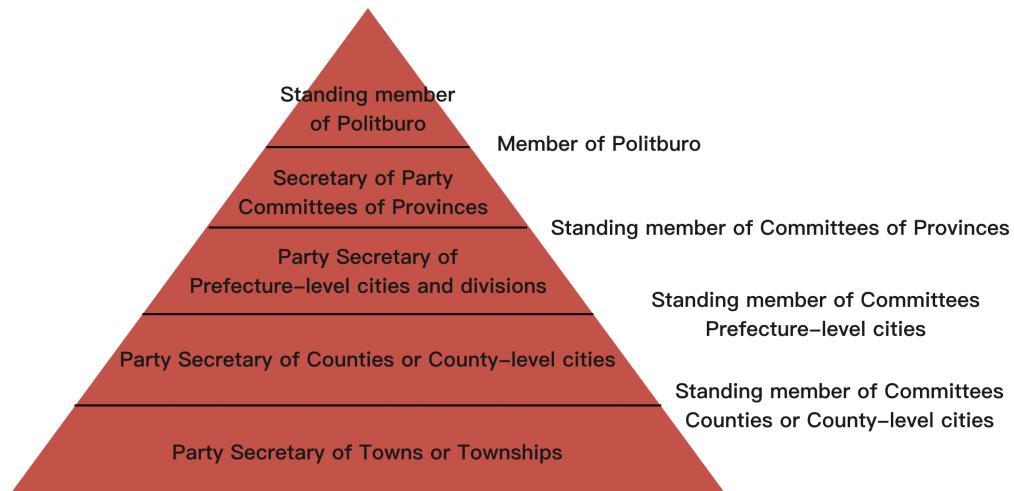 Standing member
of Politburo
Member of Politburo
Secretary of Party
Committees of Provinces
Standing member of Committees of Provinces
Party Secretary of
Prefecture–level cities and divisions
Standing member of Committees
Prefecture–level cities
Party Secretary of Counties or County–level cities
Standing member of Committees
Counties or County–level cities
Party Secretary of Towns or Townships